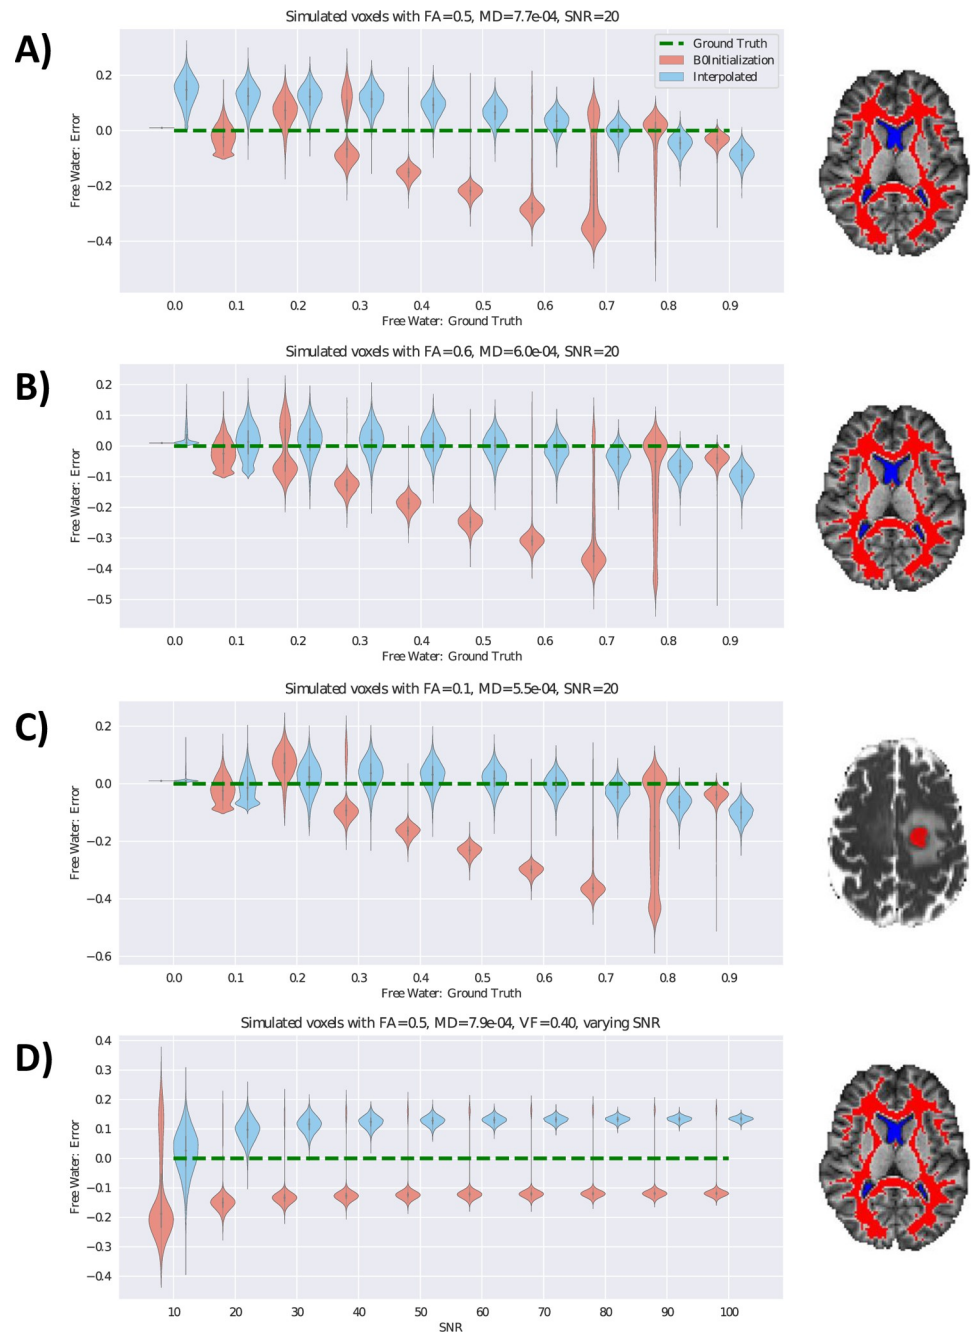 A)
Simulated voxels with FA=0.5, MD=7.7e-04, SNR=20
Free Water: Error
0.2
0.0
−0.2
−0.4
Ground Truth
B0Initialization
Interpolated
0.0 0.1 0.2 0.3 0.4 0.5 0.6 0.7 0.8 0.9
Free Water: Ground Truth
B)
Simulated voxels with FA=0.6, MD=6.0e-04, SNR=20
Free Water: Error
0.2
0.1
0.0
−0.1
−0.2
−0.3
−0.4
−0.5
0.0 0.1 0.2 0.3 0.4 0.5 0.6 0.7 0.8 0.9
Free Water: Ground Truth
C)
Simulated voxels with FA=0.1, MD=5.5e-04, SNR=20
Free Water: Error
0.2
0.0
−0.2
−0.4
−0.6
0.0 0.1 0.2 0.3 0.4 0.5 0.6 0.7 0.8 0.9
Free Water: Ground Truth
D)
Simulated voxels with FA=0.5, MD=7.9e-04, VF=0.40, varying SNR
Free Water: Error
0.4
0.3
0.2
0.1
0.0
−0.1
−0.2
−0.3
−0.4
10 20 30 40 50 60 70 80 90 100
SNR